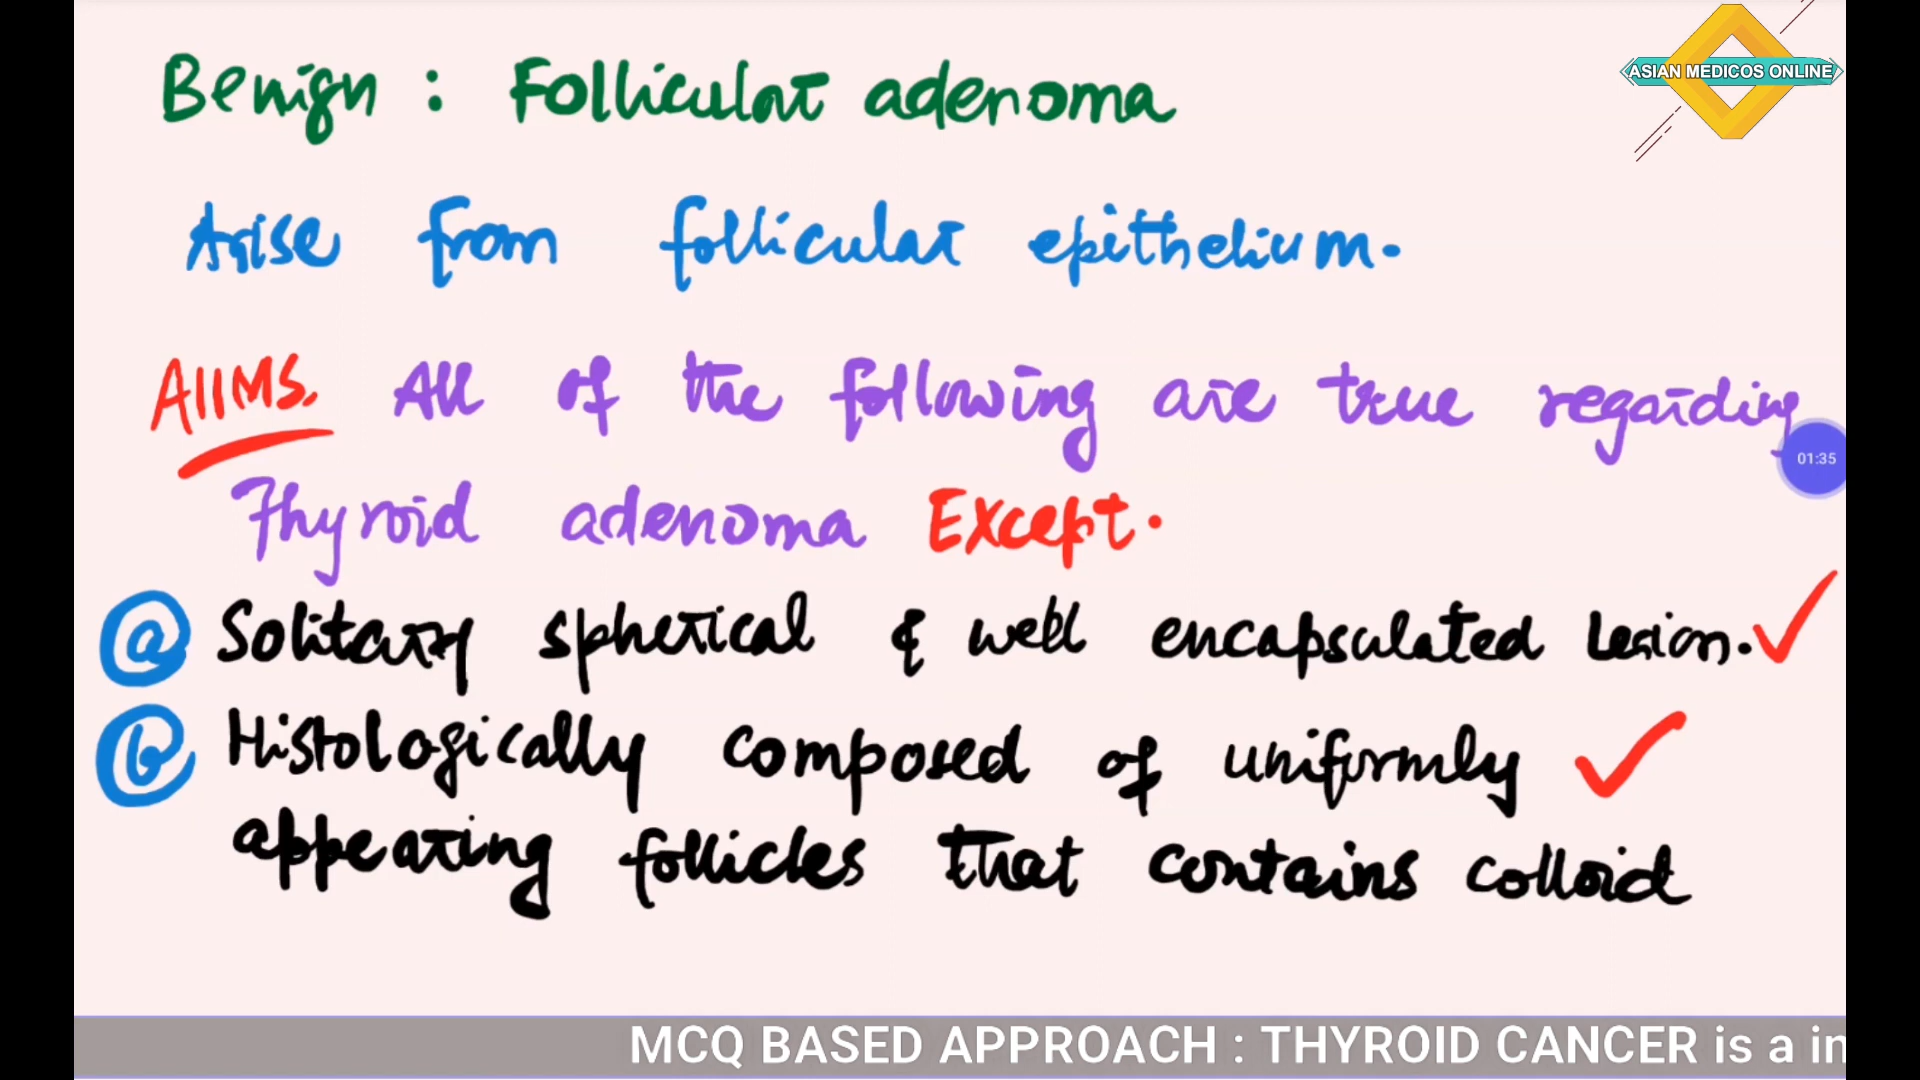 ASIAN MEDICOS ONLINE
Benign : Follicular adenoma
Arise from follicular epithelium.
AIIMS. All of the following are true regarding
01:35
Thyroid adenoma Except.
a Solitary spherical & well encapsulated Lesion.
b Histologically composed of uniformly
appearing follicles that contains colloid
MCQ BASED APPROACH : THYROID CANCER is a in